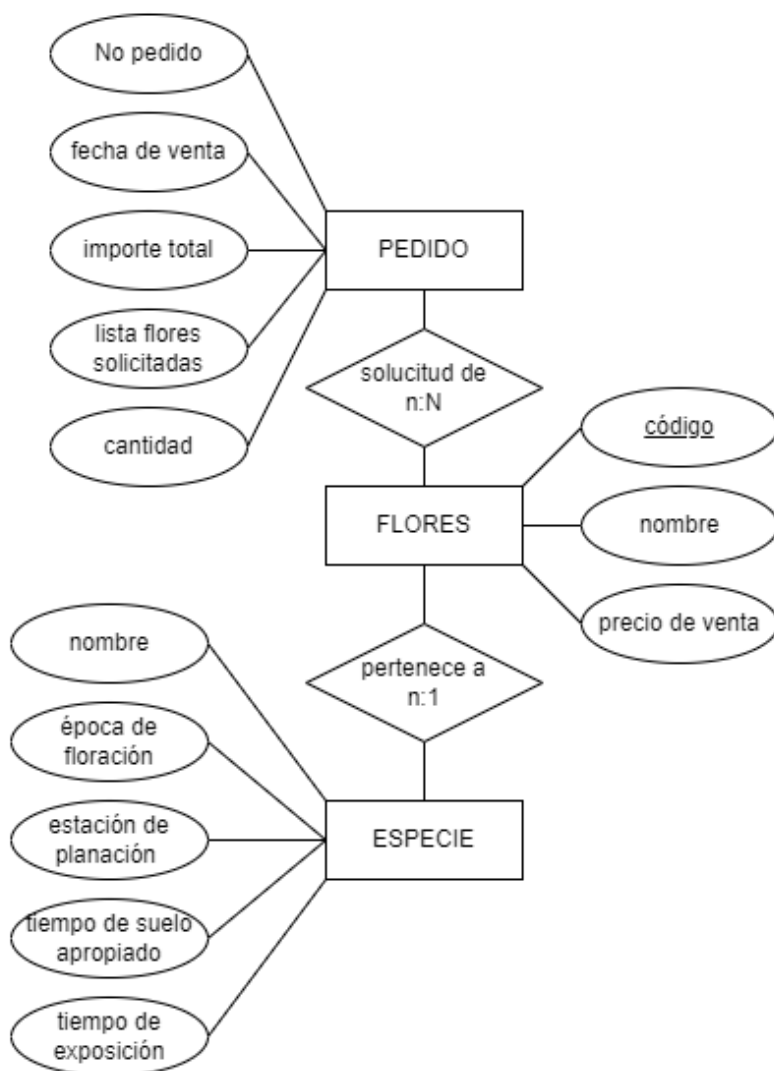 No pedido
fecha de venta
importe total
lista flores
solicitadas
cantidad
PEDIDO
solucitud de
n:N
código
FLORES
nombre
precio de venta
pertenece a
n:1
nombre
época de
floración
estación de
planación
tiempo de suelo
apropiado
tiempo de
exposición
ESPECIE